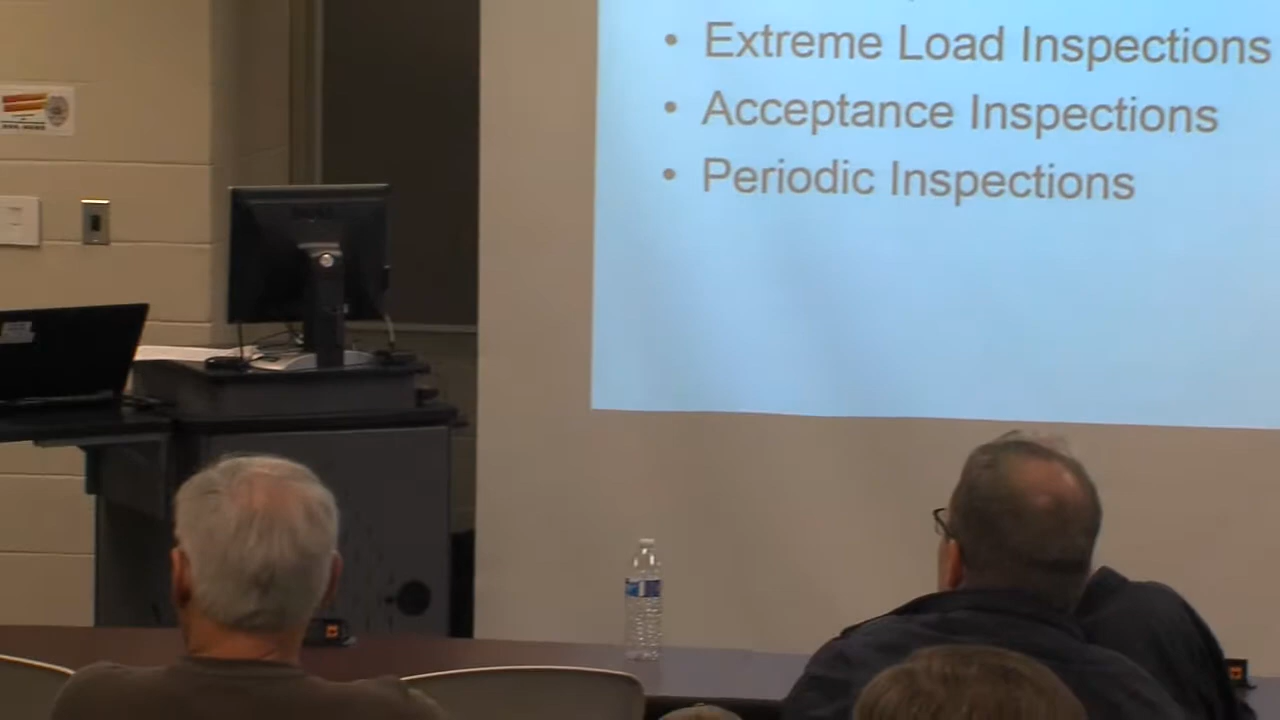 • Extreme Load Inspections
• Acceptance Inspections
• Periodic Inspections